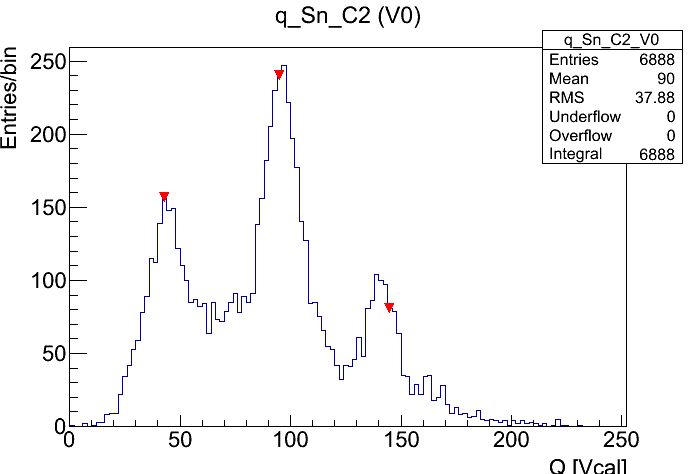 q_Sn_C2 (V0)
q_Sn_C2_V0
Entries 6888
Mean 90
RMS 37.88
Underflow 0
Overflow 0
Integral 6888
Entries/bin
250
200
150
100
50
0
0 50 100 150 200 250
Q [Vcal]